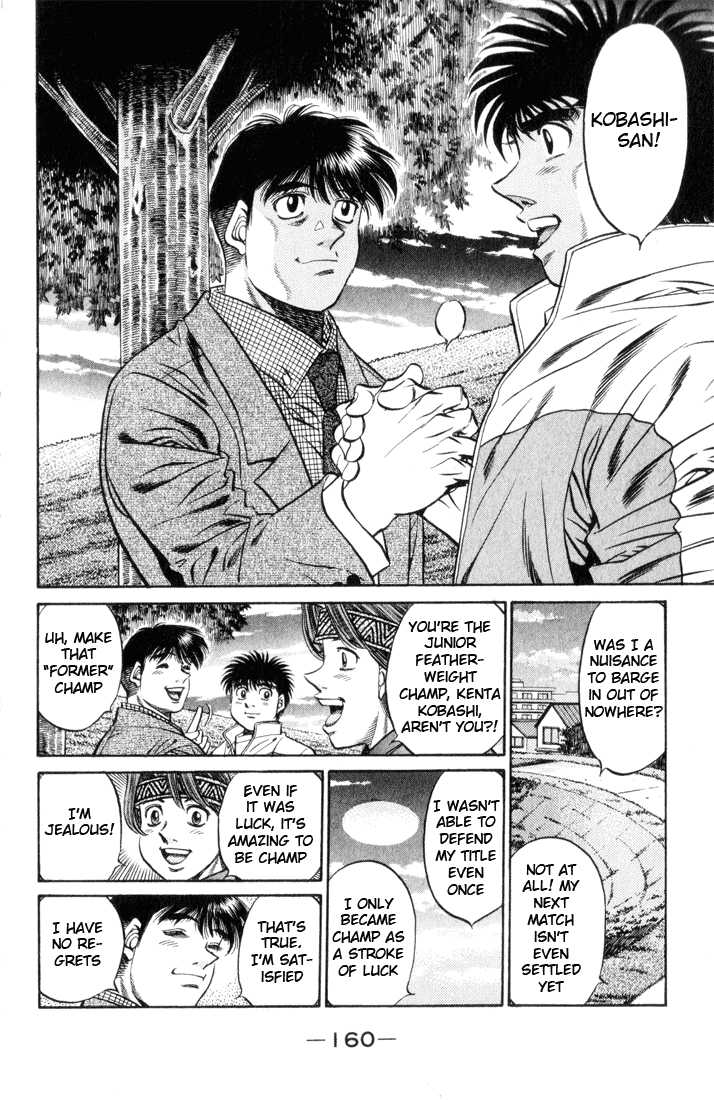 KOBASHI-
SAN!
WAS I A
NUISANCE
TO BARGE
IN OUT OF
NOWHERE?
NOT AT
ALL! MY
NEXT
MATCH
ISN'T
EVEN
SETTLED
YET
YOU'RE THE
JUNIOR
FEATHER-
WEIGHT
CHAMP, KENTA
KOBASHI,
AREN'T YOU?!
UH, MAKE
THAT
"FORMER"
CHAMP
I WASN'T
ABLE TO
DEFEND
MY TITLE
EVEN
ONCE
I ONLY
BECAME
CHAMP AS A
STROKE OF
LUCK
EVEN IF
IT WAS
LUCK, IT'S
AMAZING TO
BE CHAMP
I'M
JEALOUS!
THAT'S
TRUE.
I'M SAT-
ISFIED
I HAVE
NO RE-
GRETS
—160—